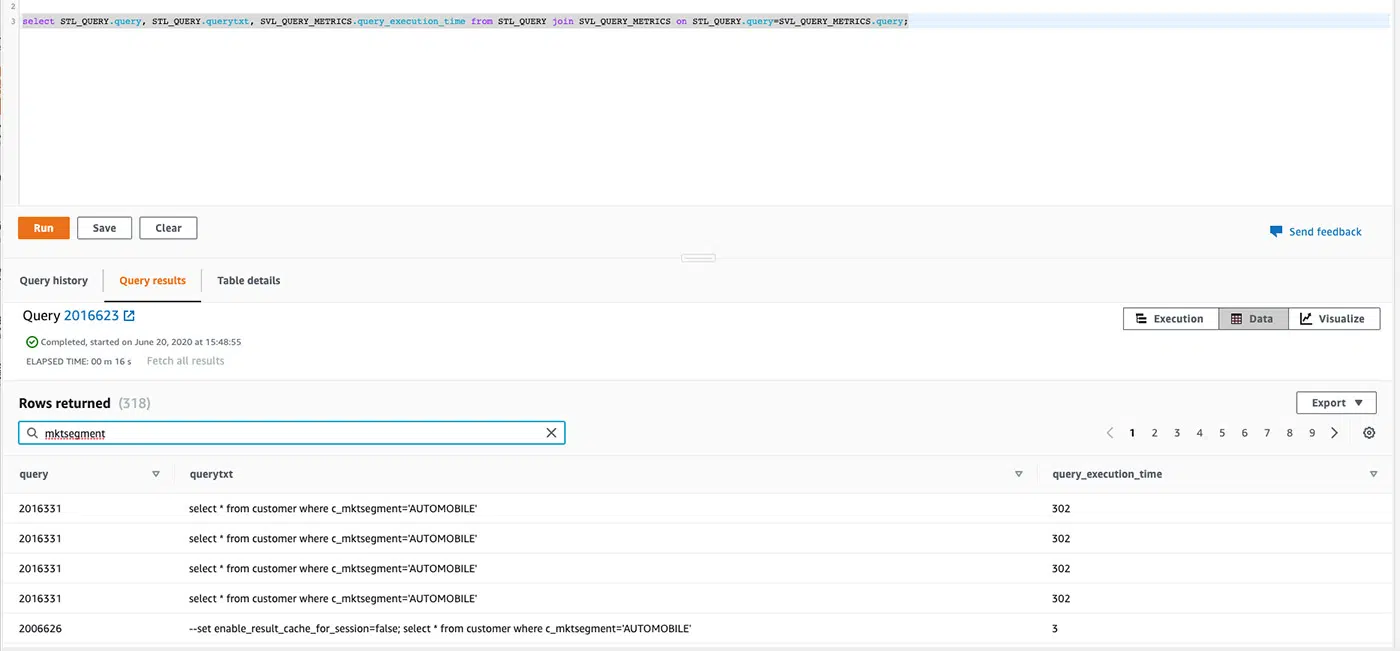 2
3 select STL_QUERY.query, STL_QUERY.querytxt, SVL_QUERY_METRICS.query_execution_time from STL_QUERY join SVL_QUERY_METRICS on STL_QUERY.query=SVL_QUERY_METRICS.query;
Run Save Clear Send feedback
Query history Query results Table details
Query 2016623 Execution Data Visualize
Completed, started on June 20, 2020 at 15:48:55
ELAPSED TIME: 00 m 16 s Fetch all results
Rows returned (318) Export
mktsegment 1 2 3 4 5 6 7 8 9
query querytxt query_execution_time
2016331 select * from customer where c_mktsegment='AUTOMOBILE' 302
2016331 select * from customer where c_mktsegment='AUTOMOBILE' 302
2016331 select * from customer where c_mktsegment='AUTOMOBILE' 302
2016331 select * from customer where c_mktsegment='AUTOMOBILE' 302
2006626 --set enable_result_cache_for_session=false; select * from customer where c_mktsegment='AUTOMOBILE' 3